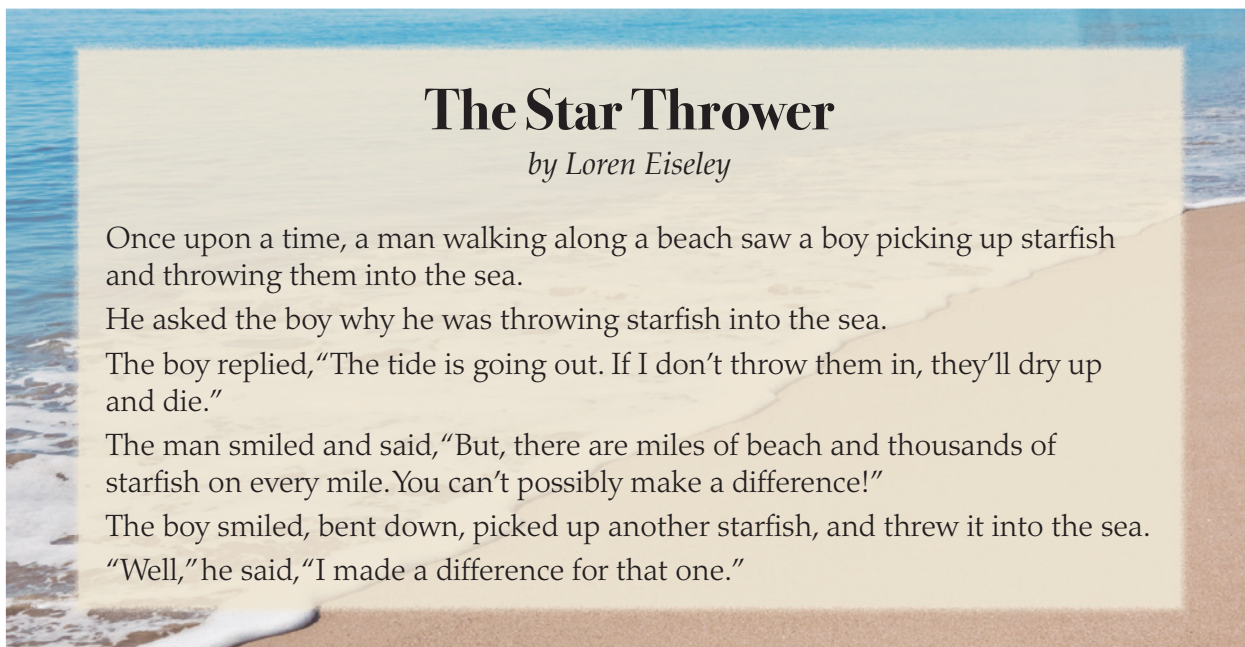 The Star Thrower
by Loren Eiseley
Once upon a time, a man walking along a beach saw a boy picking up starfish
and throwing them into the sea.
He asked the boy why he was throwing starfish into the sea.
The boy replied,“The tide is going out. If I don’t throw them in, they’ll dry up
and die.”
The man smiled and said,“But, there are miles of beach and thousands of
starfish on every mile.You can’t possibly make a difference!”
The boy smiled, bent down, picked up another starfish, and threw it into the sea.
“Well,”he said,“I made a difference for that one.”